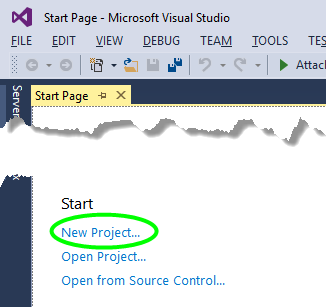 Start Page - Microsoft Visual Studio
FILE EDIT VIEW DEBUG TEAM TOOLS TES
Attach
Server
Start Page
Start
New Project...
Open Project...
Open from Source Control...